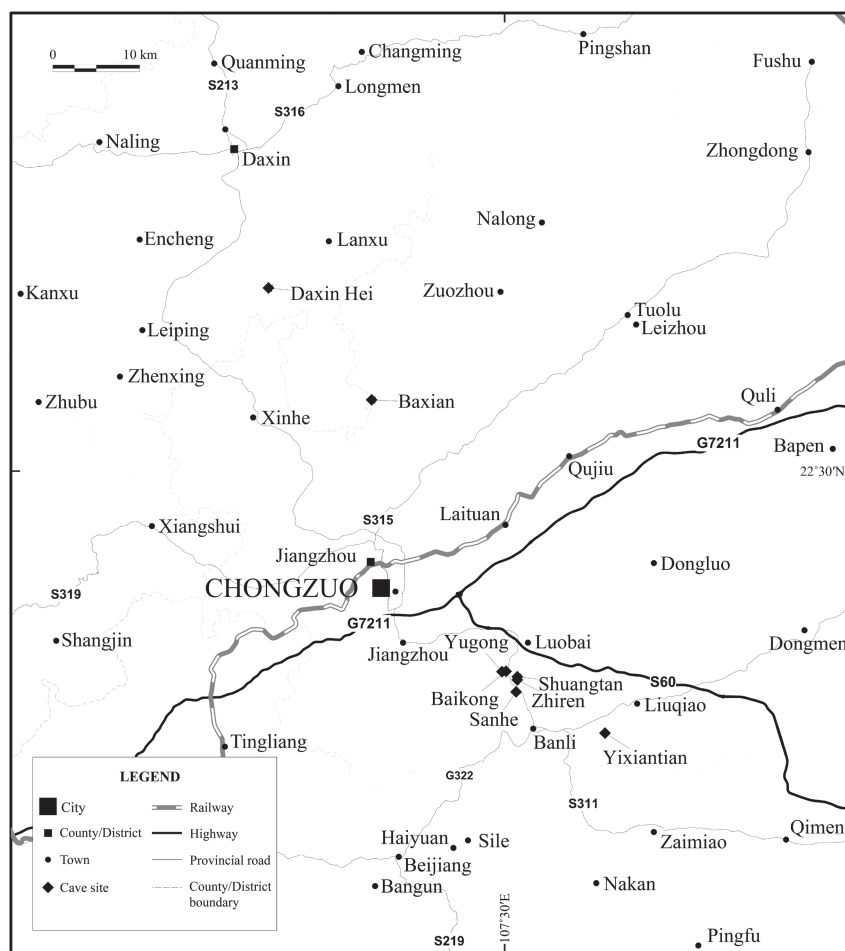 0 10 km
Changming
Pingshan
Quanming
Fushu
S213
Longmen
S316
Naling
Daxin
Zhongdong
Nalong
Encheng
Lanxu
Kanxu
Daxin Hei
Zuozhou
Tuolu
Leizhou
Leiping
Zhenxing
Zhubu
Baxian
Quli
Xinhe
G7211
Bapen
22°30'N
Qujiu
Xiangshui
S315
Laituan
Jiangzhou
Dongluo
CHONGZUO
S319
G7211
Shangjin
Jiangzhou
Yugong
Luobai
Dongmen
Baikong
Shuangtan
S60
Zhiren
Sanhe
Liuqiao
Banli
Tingliang
Yixiantian
G322
S311
LEGEND
City
Railway
County/District
Highway
Town
Provincial road
Cave site
County/District
boundary
Haiyuan
Sile
Zaimiao
Qimen
Beijiang
Bangun
Nakan
107°30'E
S219
Pingfu